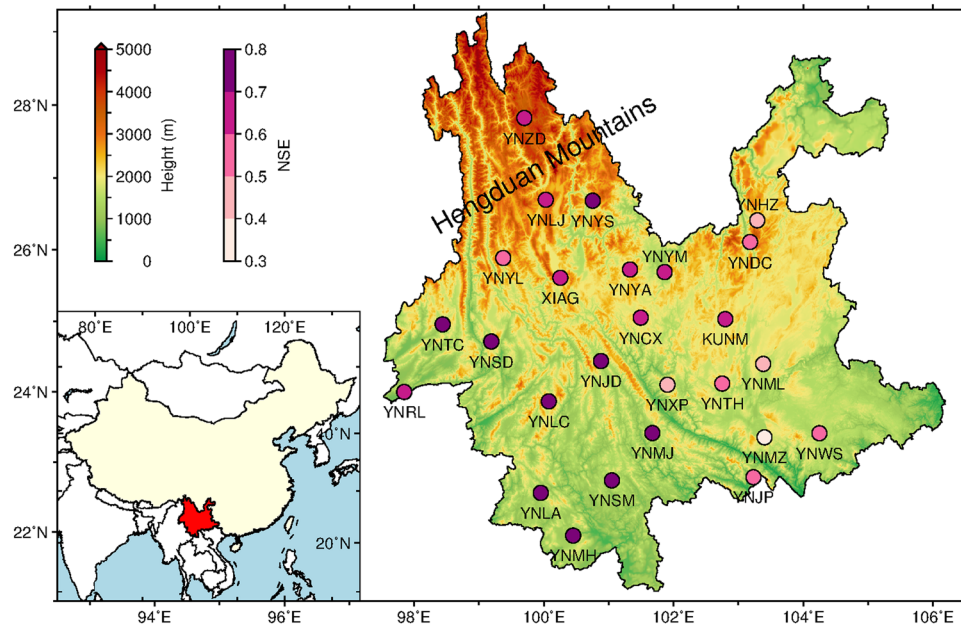 5000
4000
3000
2000
1000
0
Height (m)
0.8
0.7
0.6
0.5
0.4
0.3
NSE
28°N
26°N
24°N
22°N
Hengduan Mountains
YNZD
YNLJ
YNYS
YNHZ
YNDC
YNYL
XIAG
YNYA
YNYM
YNTC
YNSD
YNCX
KUNM
YNJD
YNML
YNRL
YNLC
YNXP
YNTH
YNMJ
YNMZ
YNWS
YNLA
YNSM
YNJP
YNMH
80°E
100°E
120°E
40°N
20°N
94°E
96°E
98°E
100°E
102°E
104°E
106°E